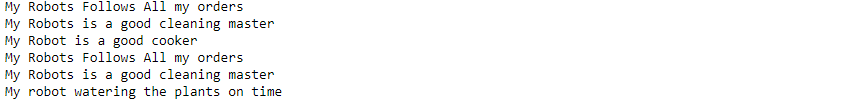 My Robots Follows All my orders
My Robots is a good cleaning master
My Robot is a good cooker
My Robots Follows All my orders
My Robots is a good cleaning master
My robot watering the plants on time